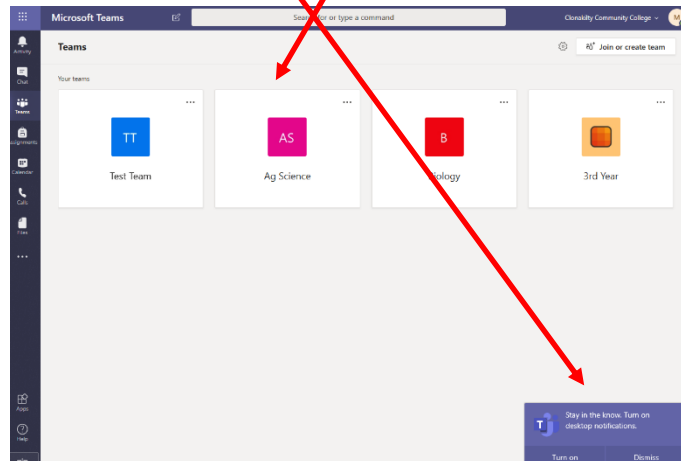 Microsoft Teams
Search for or type a command
Clonakilty Community College
M
Activity
Chat
Teams
Assignments
Calendar
Calls
Files
Apps
Help
Teams
Join or create team
Your teams
TT
AS
B
Test Team
Ag Science
Biology
3rd Year
T
Stay in the know. Turn on
desktop notifications.
Turn on
Dismiss